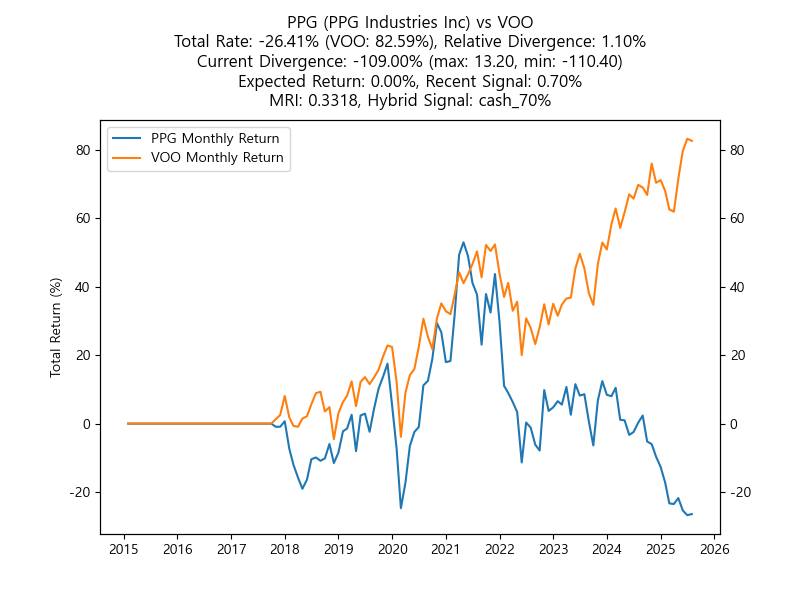 PPG (PPG Industries Inc) vs VOO
Total Rate: -26.41% (VOO: 82.59%), Relative Divergence: 1.10%
Current Divergence: -109.00% (max: 13.20, min: -110.40)
Expected Return: 0.00%, Recent Signal: 0.70%
MRI: 0.3318, Hybrid Signal: cash_70%
PPG Monthly Return
VOO Monthly Return
Total Return (%)
80
60
40
20
0
-20
80
60
40
20
0
-20
2015 2016 2017 2018 2019 2020 2021 2022 2023 2024 2025 2026